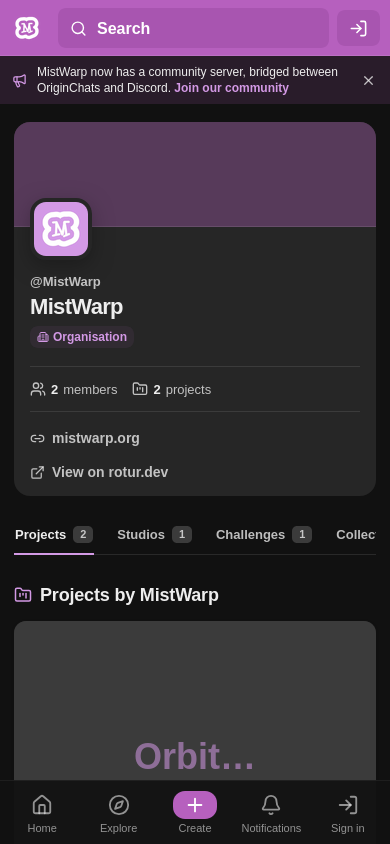 Search
MistWarp now has a community server, bridged between
OriginChats and Discord. Join our community
@MistWarp
MistWarp
Organisation
2 members 2 projects
mistwarp.org
View on rotur.dev
Projects 2 Studios 1 Challenges 1 Collec
Projects by MistWarp
Orbit...
Home Explore Create Notifications Sign in